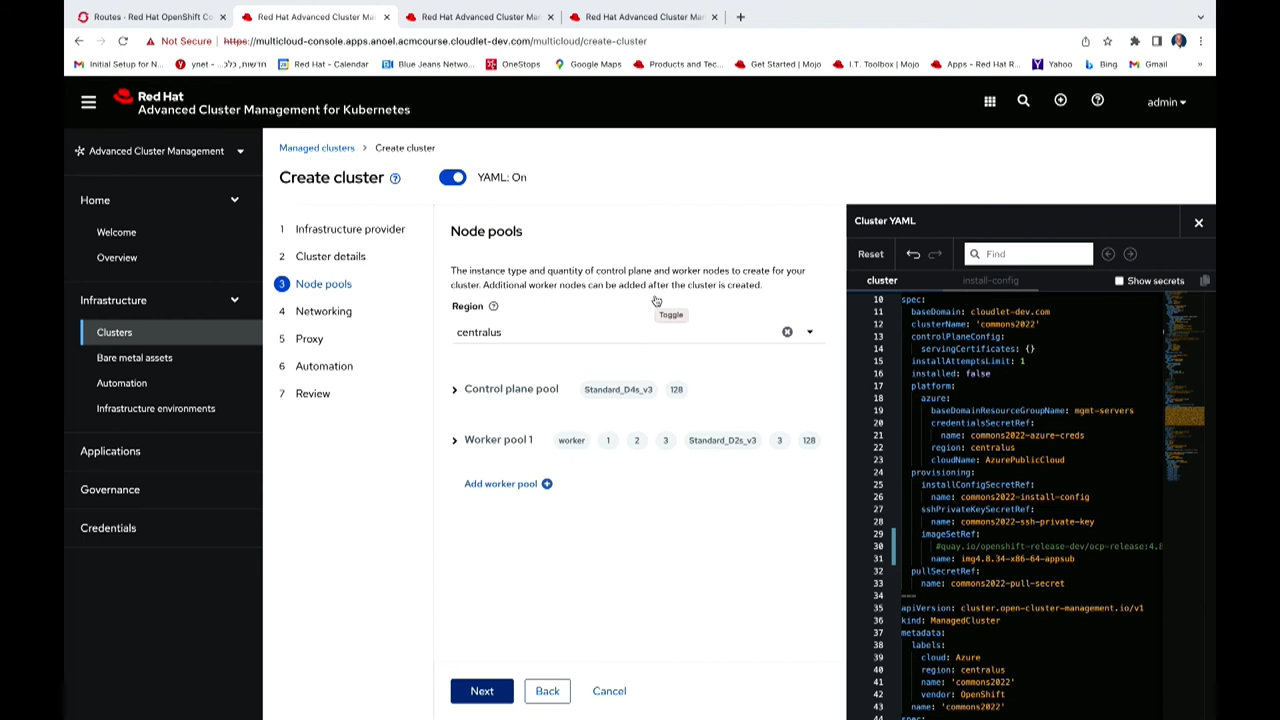 Routes - Red Hat OpenShift Co
Red Hat Advanced Cluster Ma
Red Hat Advanced Cluster Man
Red Hat Advanced Cluster Man
Not Secure
https://multicloud-console.apps.anoel.acmcourse.cloudlet-dev.com/multicloud/create-cluster
Initial Setup for N...
Red Hat - Calendar
Blue Jeans Netwo...
OneStops
Google Maps
Products and Tec...
Get Started | Mojo
I.T. Toolbox | Mojo
Apps - Red Hat R...
Yahoo
Bing
Gmail
»
Red Hat
Advanced Cluster Management for Kubernetes
admin
Advanced Cluster Management
Home
Welcome
Overview
Infrastructure
Clusters
Bare metal assets
Automation
Infrastructure environments
Applications
Governance
Credentials
Managed clusters > Create cluster
Create cluster
YAML: On
1 Infrastructure provider
2 Cluster details
3 Node pools
4 Networking
5 Proxy
6 Automation
7 Review
Node pools
The instance type and quantity of control plane and worker nodes to create for your
cluster. Additional worker nodes can be added after the cluster is created.
Region
Toggle
centralus
Control plane pool Standard_D4s_v3 128
Worker pool 1 worker 1 2 3 Standard_D2s_v3 3 128
Add worker pool
Next Back Cancel
Cluster YAML
Reset
Find
cluster
install-config
Show secrets
10 spec:
11 baseDomain: cloudlet-dev.com
12 clusterName: 'commons2022'
13 controlPlaneConfig:
14 servingCertificates: {}
15 installAttemptsLimit: 1
16 installed: false
17 platform:
18 azure:
19 baseDomainResourceGroupName: mgmt-servers
20 credentialsSecretRef:
21 name: commons2022-azure-creds
22 region: centralus
23 cloudName: AzurePublicCloud
24 provisioning:
25 installConfigSecretRef:
26 name: commons2022-install-config
27 sshPrivateKeySecretRef:
28 name: commons2022-ssh-private-key
29 imageSetRef:
30 #quay.io/openshift-release-dev/ocp-release:4.8
31 name: img4.8.34-x86-64-appsub
32 pullSecretRef:
33 name: commons2022-pull-secret
34 ---
35 apiVersion: cluster.open-cluster-management.io/v1
36 kind: ManagedCluster
37 metadata:
38 labels:
39 cloud: Azure
40 region: centralus
41 name: 'commons2022'
42 vendor: OpenShift
43 name: 'commons2022'
44 spec: